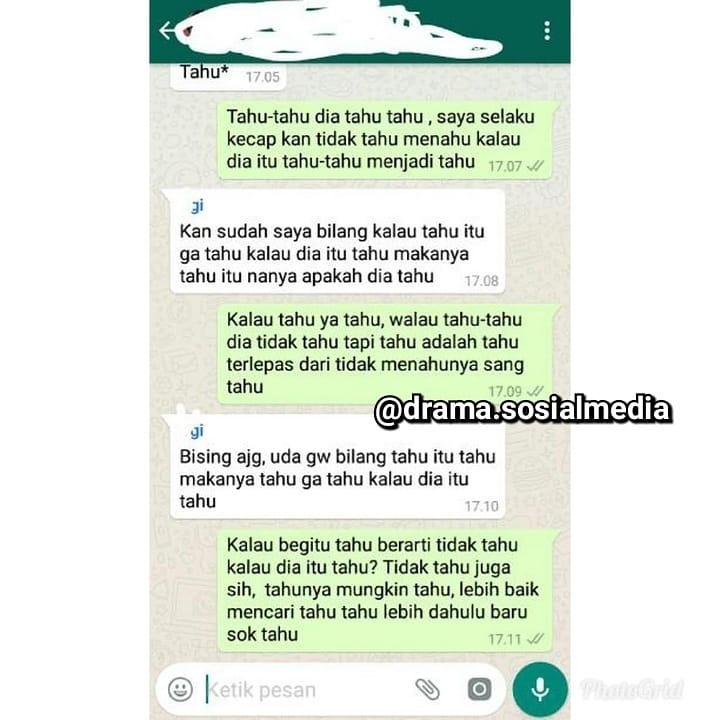 Tahu* 17.05
Tahu-tahu dia tahu tahu , saya selaku
kecap kan tidak tahu menahu kalau
dia itu tahu-tahu menjadi tahu 17.07
gi
Kan sudah saya bilang kalau tahu itu
ga tahu kalau dia itu tahu makanya
tahu itu nanya apakah dia tahu 17.08
Kalau tahu ya tahu, walau tahu-tahu
dia tidak tahu tapi tahu adalah tahu
terlepas dari tidak menahunya sang
tahu 17.09
@drama.sosialmedia
gi
Bising ajg, uda gw bilang tahu itu tahu
makanya tahu ga tahu kalau dia itu
tahu 17.10
Kalau begitu tahu berarti tidak tahu
kalau dia itu tahu? Tidak tahu juga
sih, tahunya mungkin tahu, lebih baik
mencari tahu tahu lebih dahulu baru
sok tahu 17.11
Ketik pesan
PhotoGrid